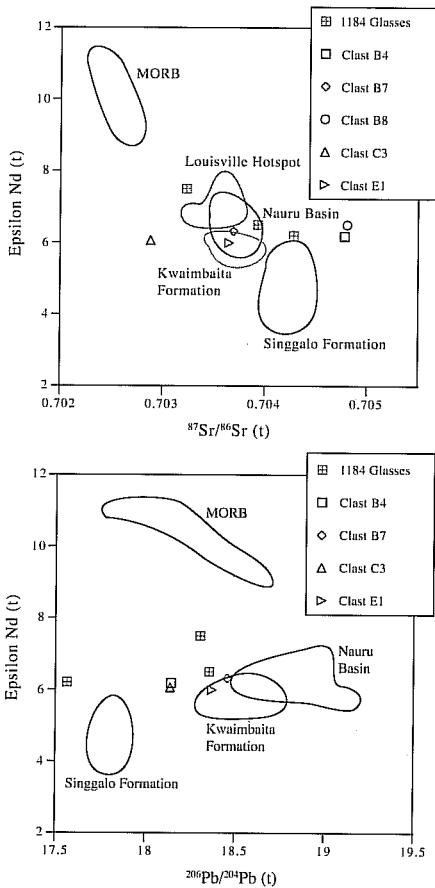 12
10
8
6
4
2
Epsilon Nd (t)
MORB
Louisville Hotspot
Nauru Basin
Kwaimbaita
Formation
Singgalo Formation
1184 Glasses
Clast B4
Clast B7
Clast B8
Clast C3
Clast E1
0.702
0.703
0.704
0.705
⁸⁷Sr/⁸⁶Sr (t)
12
10
8
6
4
2
Epsilon Nd (t)
MORB
Nauru
Basin
Kwaimbaita
Formation
Singgalo Formation
1184 Glasses
Clast B4
Clast B7
Clast C3
Clast E1
17.5
18
18.5
19
19.5
²⁰⁶Pb/²⁰⁴Pb (t)